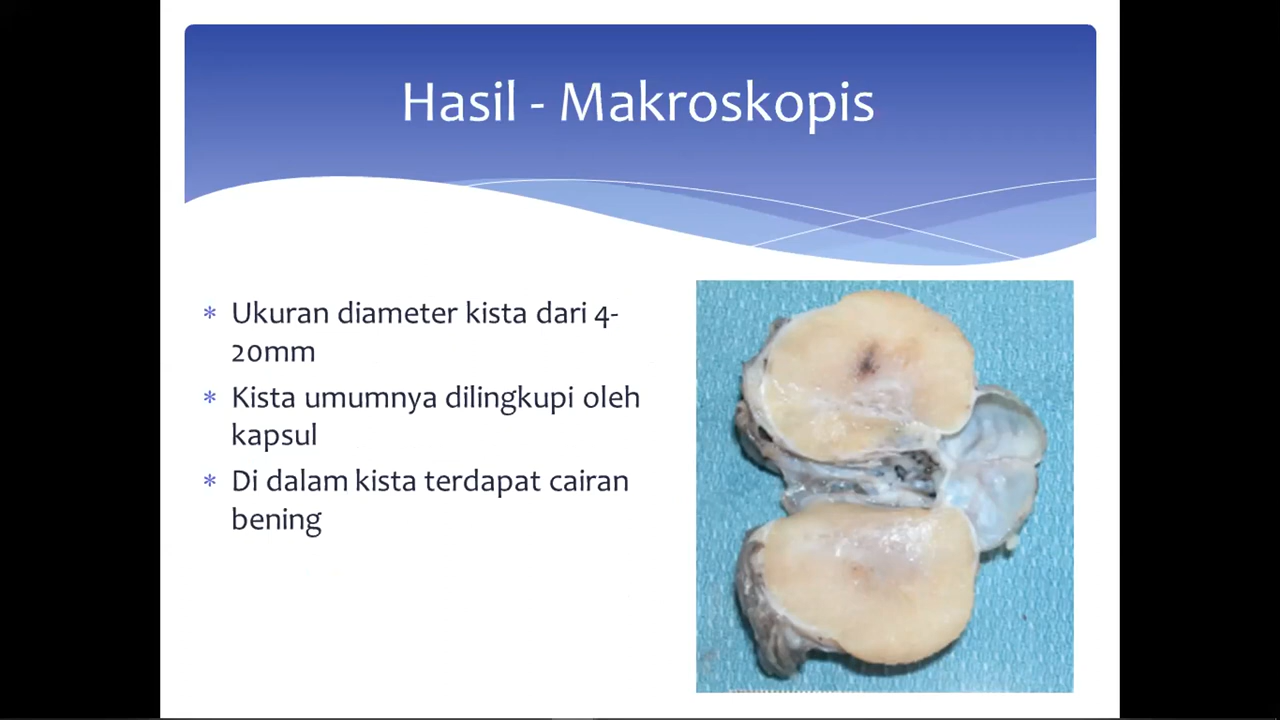 Hasil - Makroskopis
* Ukuran diameter kista dari 4-
20mm
* Kista umumnya dilingkupi oleh
kapsul
* Di dalam kista terdapat cairan
bening